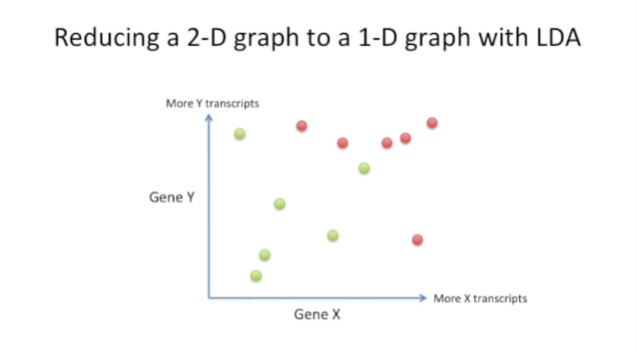 Reducing a 2-D graph to a 1-D graph with LDA
More Y transcripts
Gene Y
More X transcripts
Gene X